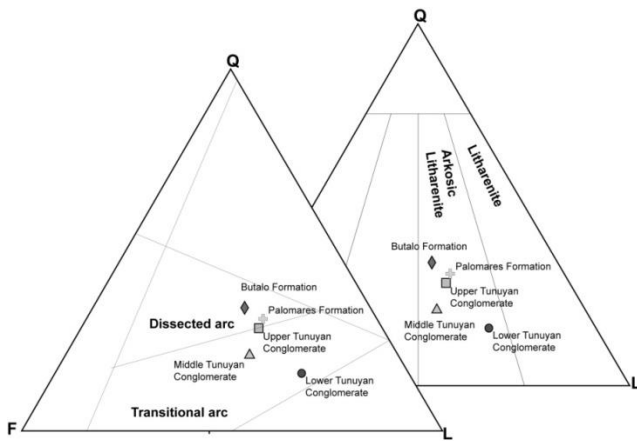 Q
Butalo Formation
Palomares Formation
Dissected arc
Upper Tunuyan
Conglomerate
Middle Tunuyan
Conglomerate
Lower Tunuyan
Conglomerate
Transitional arc
F
L
Q
Arkosic
Litharenite
Litharenite
Butalo Formation
Palomares Formation
Upper Tunuyan
Conglomerate
Middle Tunuyan
Conglomerate
Lower Tunuyan
Conglomerate
L